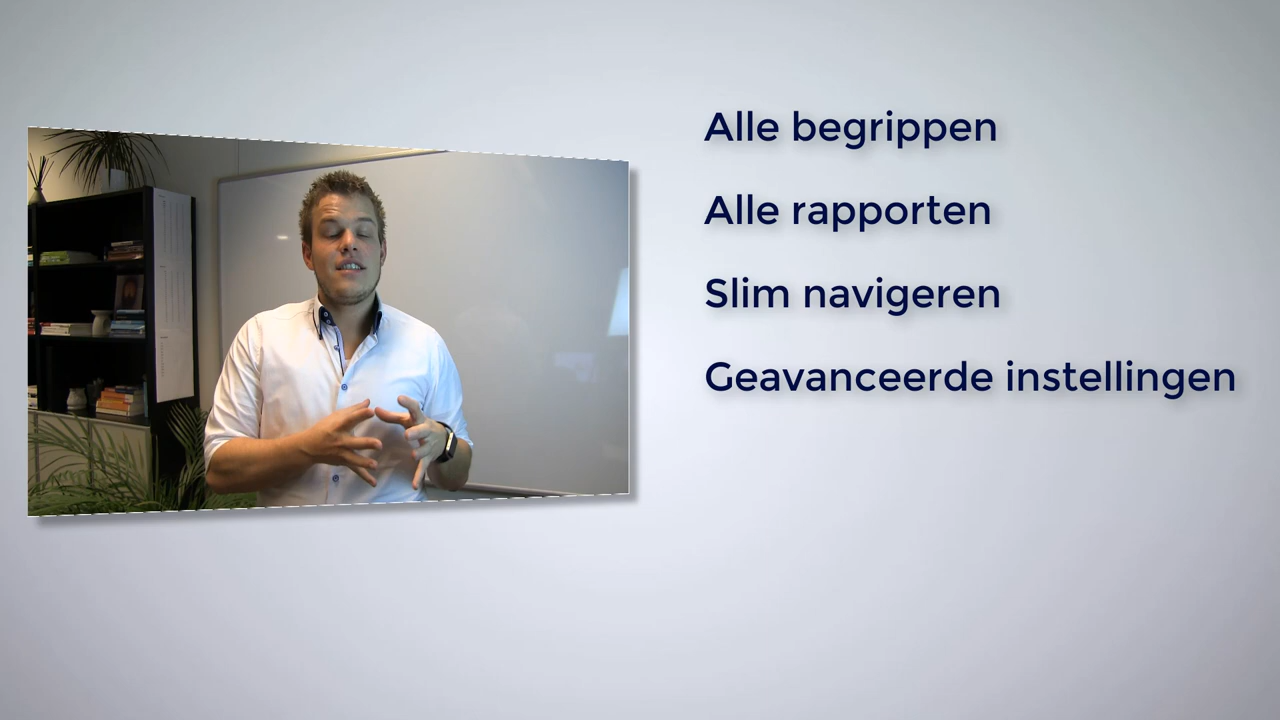 Alle begrippen
Alle rapporten
Slim navigeren
Geavanceerde instellingen